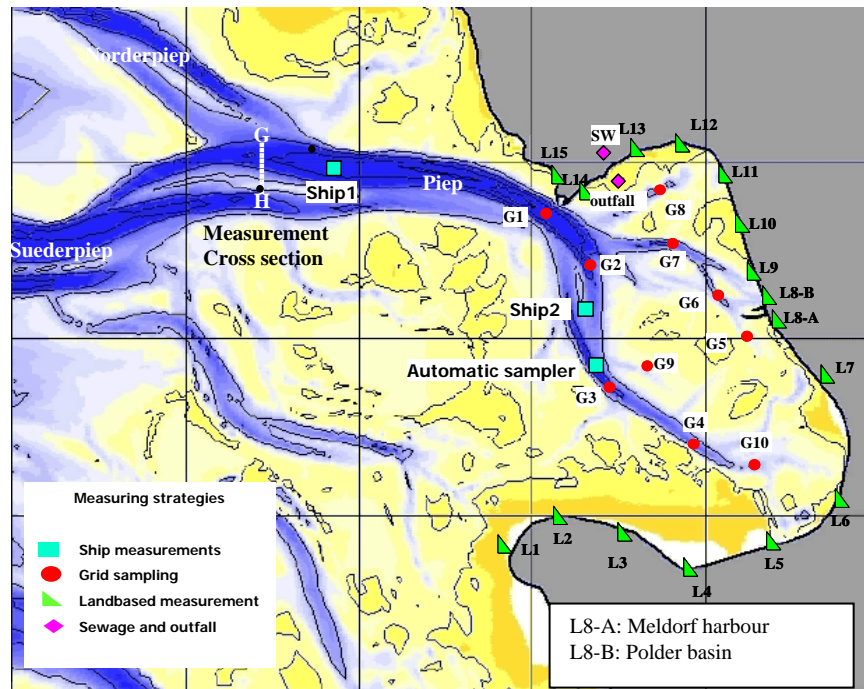 Norderpiep
G
H
Ship1
Piep
Suederpiep
Measurement
Cross section
SW
L13
L12
L15
L14
outfall
L11
G8
G1
L10
G7
G2
L9
L8-B
G6
Ship2
L8-A
G5
Automatic sampler
G9
L7
G3
G4
G10
Measuring strategies
Ship measurements
Grid sampling
Landbased measurement
Sewage and outfall
L1
L2
L3
L4
L5
L6
L8-A: Meldorf harbour
L8-B: Polder basin